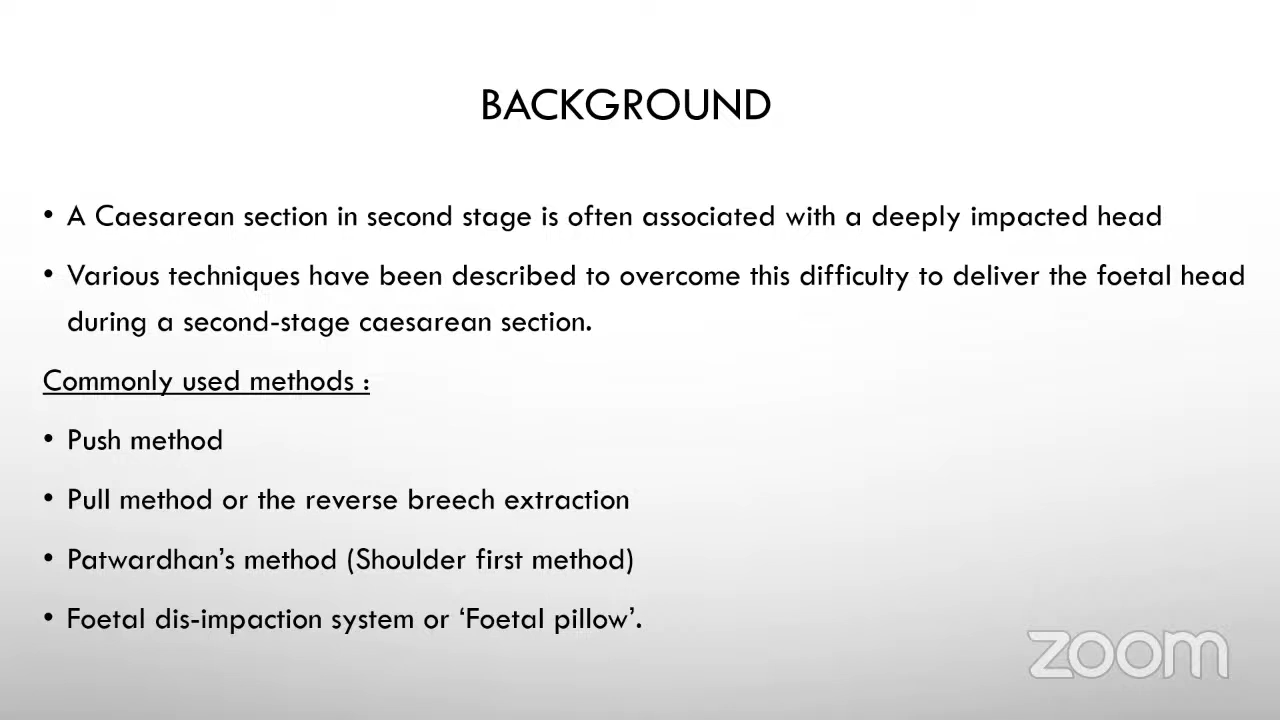 BACKGROUND
• A Caesarean section in second stage is often associated with a deeply impacted head
• Various techniques have been described to overcome this difficulty to deliver the foetal head
during a second-stage caesarean section.
Commonly used methods :
• Push method
• Pull method or the reverse breech extraction
• Patwardhan’s method (Shoulder first method)
• Foetal dis-impaction system or ‘Foetal pillow’.
zoom